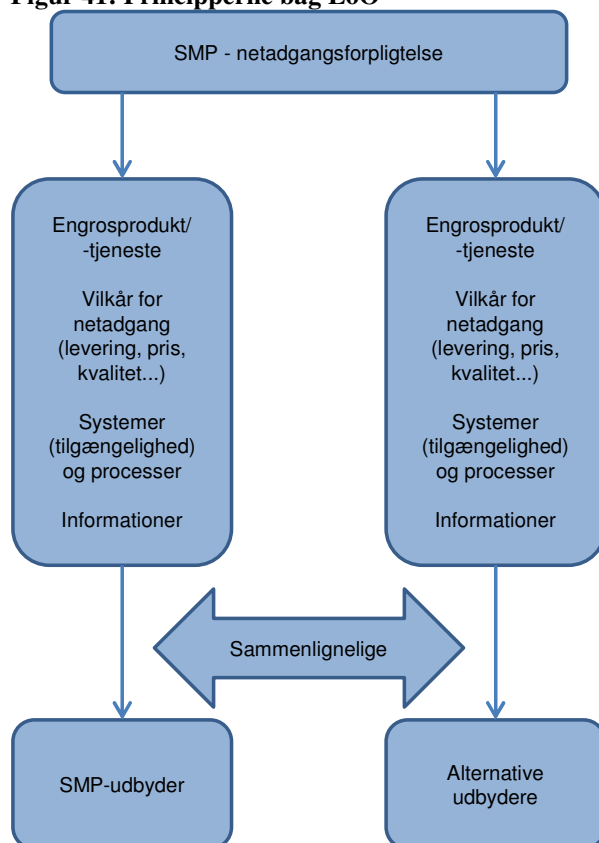 Figur 41: Principperne bag EoO
SMP - netadgangsforpligtelse
Engrosprodukt/
-tjeneste
Vilkår for
netadgang
(levering, pris,
kvalitet...)
Systemer
(tilgængelighed)
og processer
Informationer
Engrosprodukt/
-tjeneste
Vilkår for
netadgang
(levering, pris,
kvalitet...)
Systemer
(tilgængelighed)
og processer
Informationer
Sammenlignelige
SMP-udbyder
Alternative
udbydere